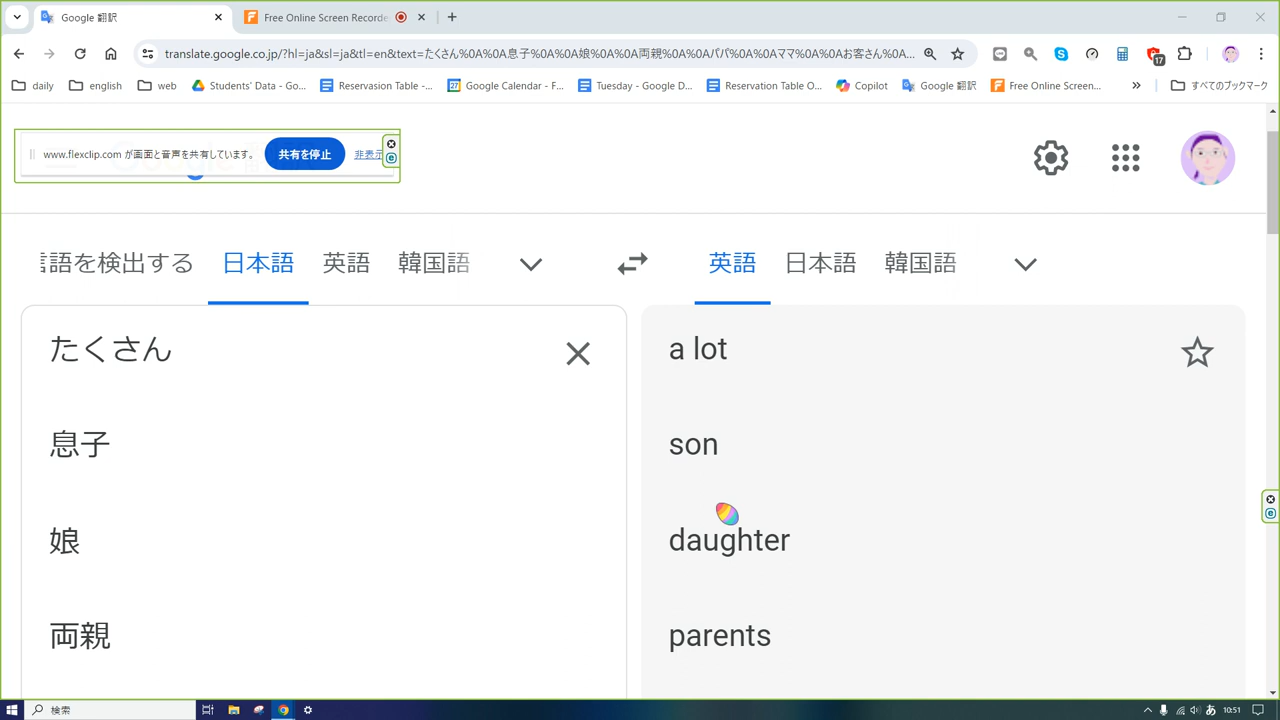 Google 翻訳
Free Online Screen Recorde
translate.google.co.jp/?hl=ja&sl=ja&tl=en&text=たくさん%0A%0A息子%0A%0A娘%0A%0A両親%0A%0Aパパ%0A%0Aママ%0A%0Aお客さん%0A...
17
daily
english
web
Students' Data - Go...
Reservasion Table -...
Google Calendar - F...
Tuesday - Google D...
Reservation Table O...
Copilot
Google 翻訳
Free Online Screen...
»
すべてのブックマーク
www.flexclip.com が画面と音声を共有しています。
共有を停止
非表示
言語を検出する
日本語
英語
韓国語
英語
日本語
韓国語
たくさん
a lot
息子
son
娘
daughter
両親
parents
検索
あ
10:51